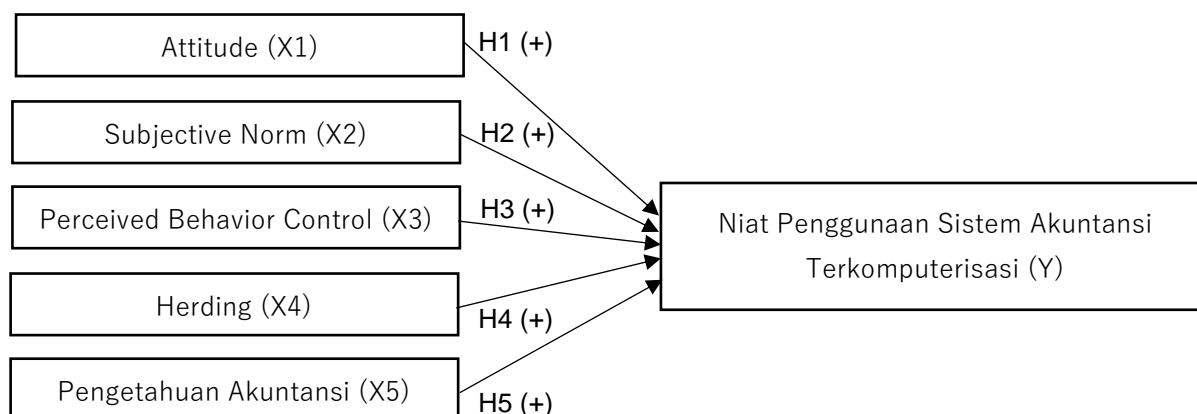 Attitude (X1)
H1 (+)
Subjective Norm (X2)
H2 (+)
Perceived Behavior Control (X3)
H3 (+)
Herding (X4)
H4 (+)
Pengetahuan Akuntansi (X5)
H5 (+)
Niat Penggunaan Sistem Akuntansi
Terkomputerisasi (Y)